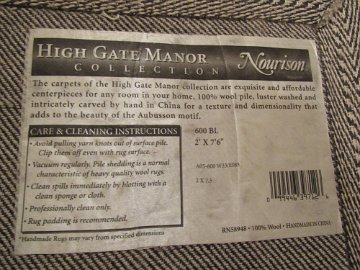 HIGH GATE MANOR
COLLECTION
Nourison
The carpets of the High Gate Manor collection are exquisite and affordable
centerpieces for any room in your home. 100% wool pile, luster washed and
intricately carved by hand in China for a texture and dimensionality that
adds to the beauty of the Aubusson motif.
CARE & CLEANING INSTRUCTIONS
• Avoid pulling yarn knots out of surface pile.
Clip them off even with rug surface.
• Vacuum regularly. Pile shedding is a normal
characteristic of heavy quality wool rugs.
• Clean spills immediately by blotting with a
clean sponge or cloth.
• Professionally clean only.
• Rug padding is recommended.
*Handmade Rugs may vary from specified dimensions
600 BL
2' X 7'6"
2 X 7.5
RN58948 • 100% Wool • HANDMADE IN CHINA